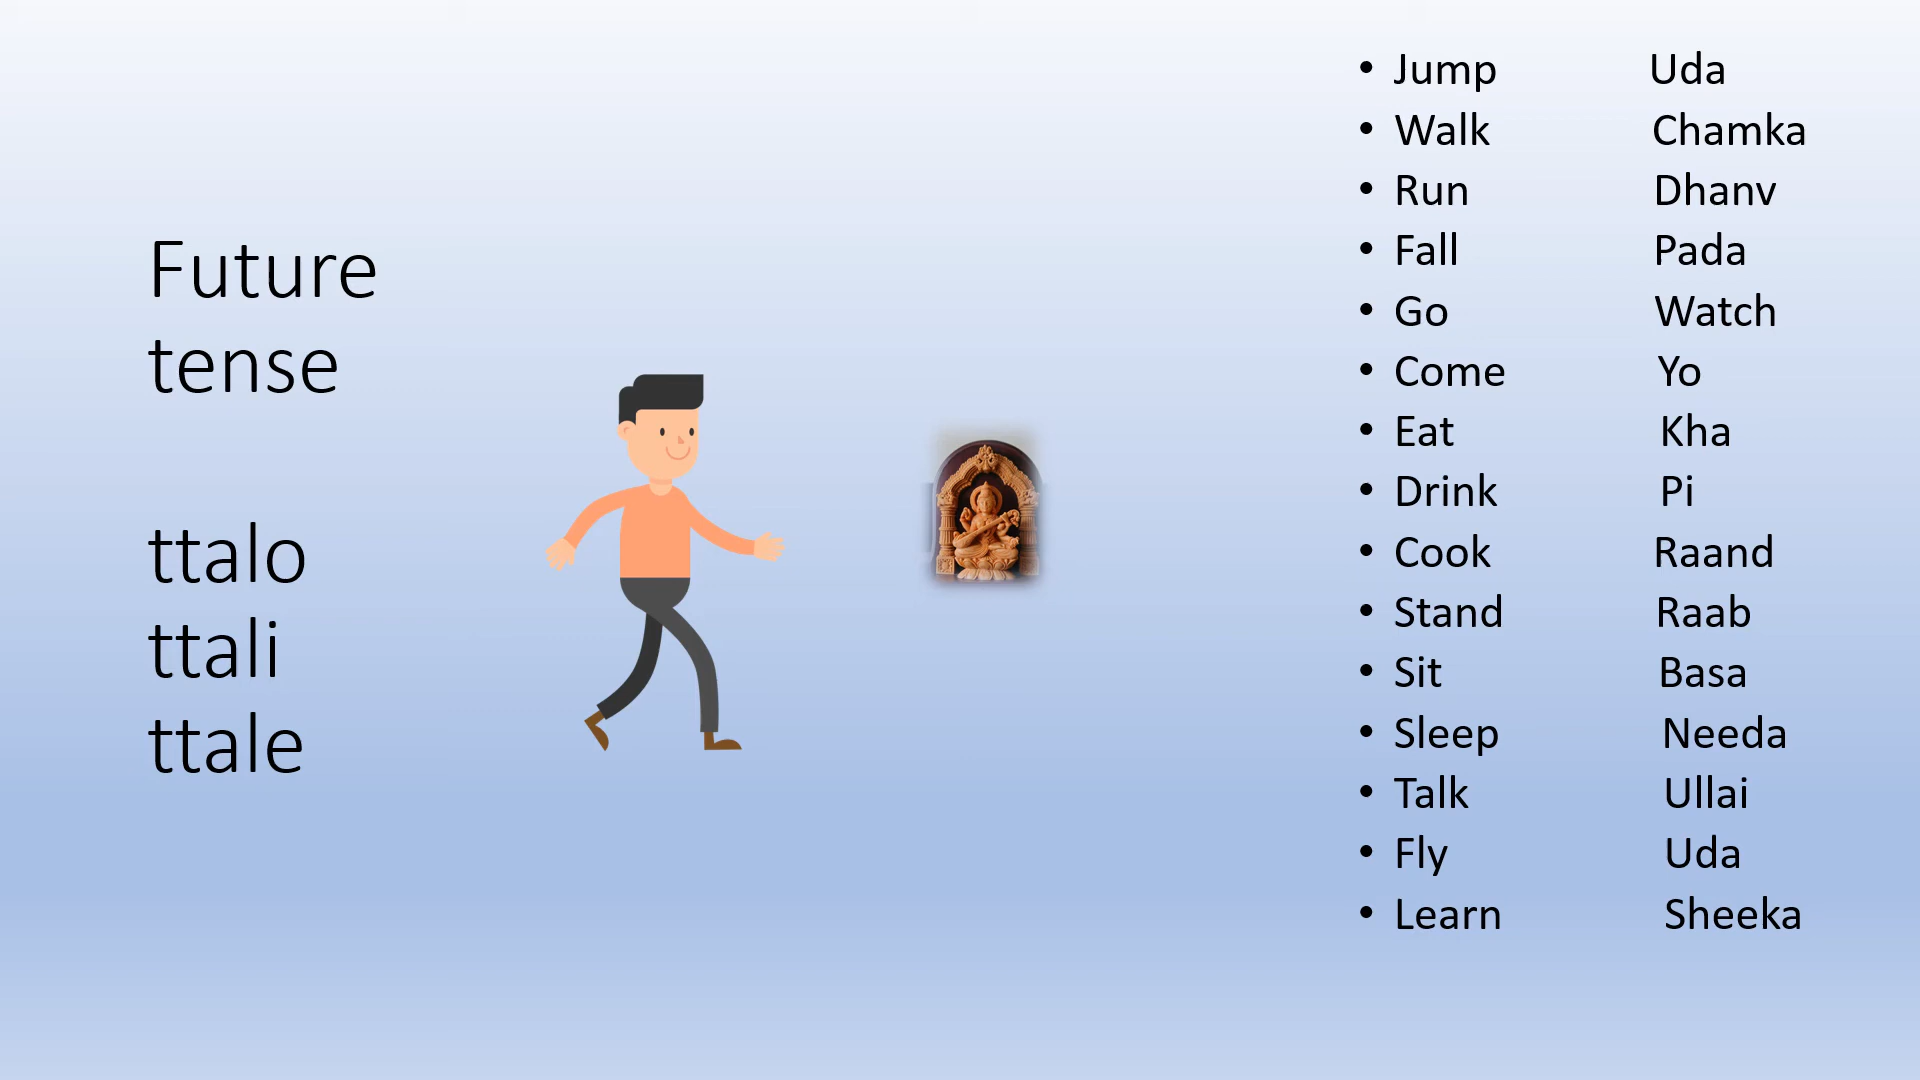 Future
tense
ttalo
ttali
ttale
• Jump Uda
• Walk Chamka
• Run Dhanv
• Fall Pada
• Go Watch
• Come Yo
• Eat Kha
• Drink Pi
• Cook Raand
• Stand Raab
• Sit Basa
• Sleep Needa
• Talk Ullai
• Fly Uda
• Learn Sheeka